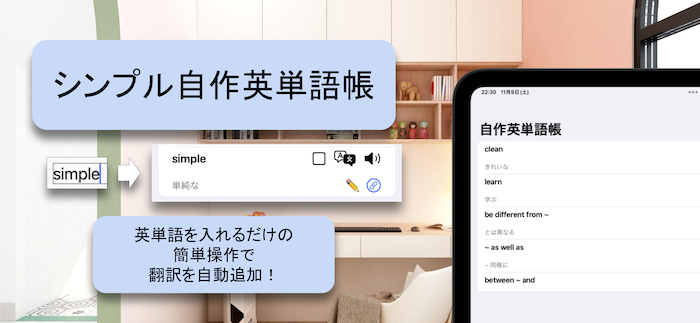 シンプル自作英単語帳
simple
simple
単純な
英単語を入れるだけの
簡単操作で
翻訳を自動追加！
22:30 11月9日(土)
自作英単語帳
clean
きれいな
learn
学ぶ
be different from ~
とは異なる
~ as well as
~ 同様に
between ~ and